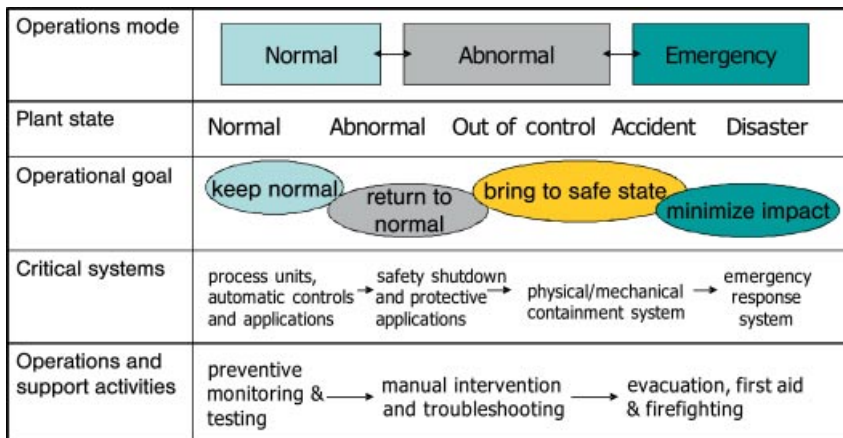 Operations mode
Normal
Abnormal
Emergency
Plant state
Normal Abnormal Out of control Accident Disaster
Operational goal
keep normal
return to
normal
bring to safe state
minimize impact
Critical systems
process units,
automatic controls
and applications
safety shutdown
and protective
applications
physical/mechanical
containment system
emergency
response
system
Operations and
support activities
preventive
monitoring &
testing
manual intervention
and troubleshooting
evacuation, first aid
& firefighting